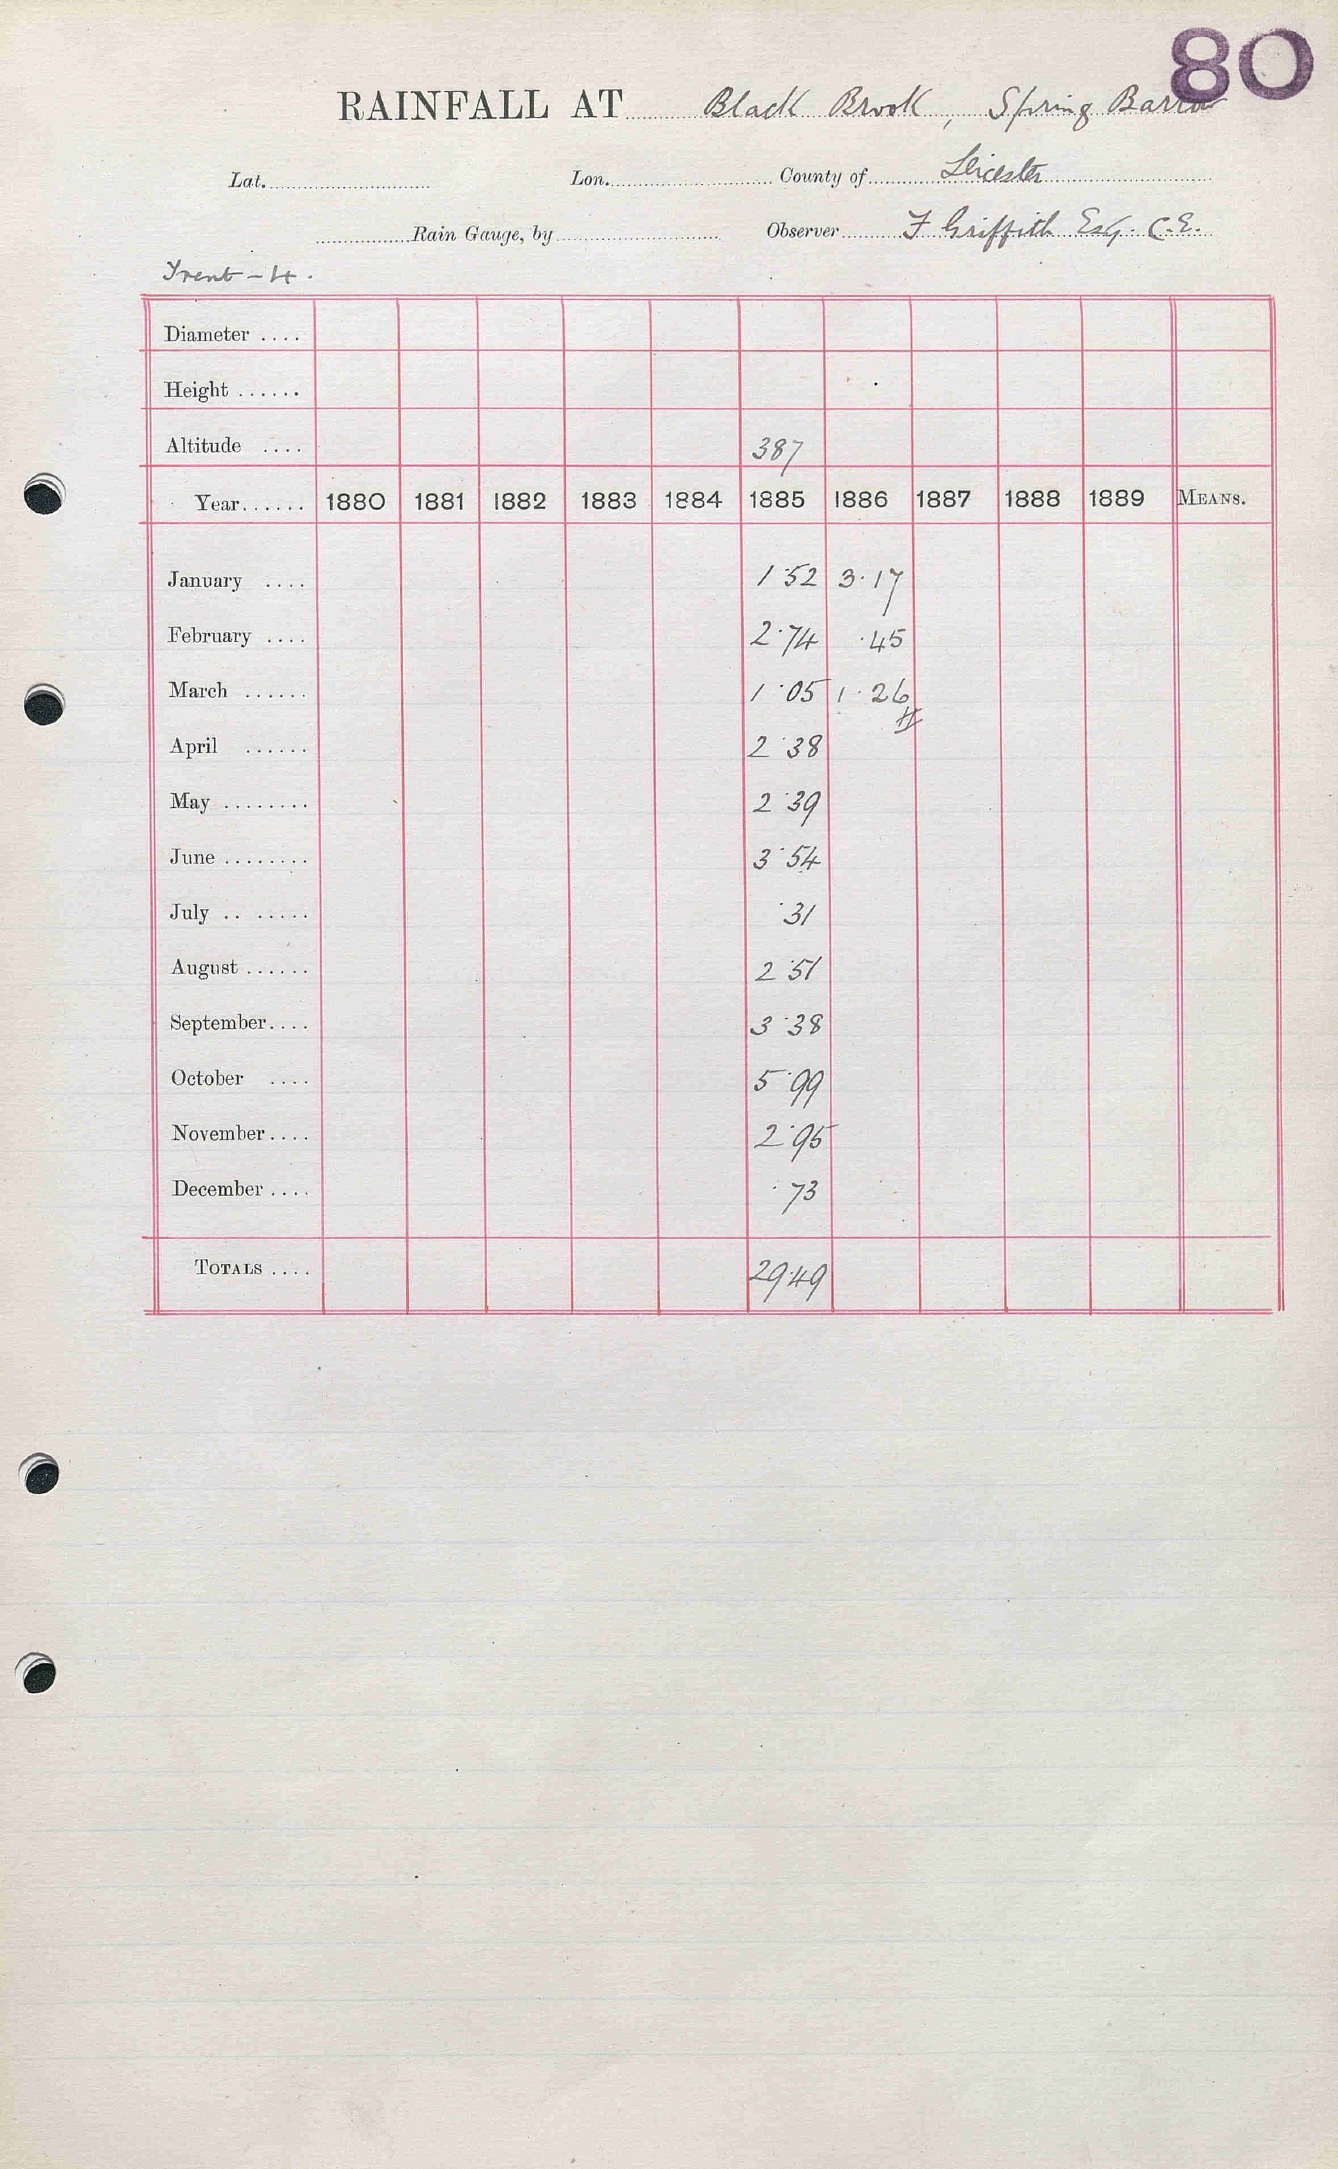 80
RAINFALL AT Black Brook, Spring Barrow
Lat. Lon. County of Leicester
Rain Gauge, by Observer F Griffith Esq. C.E.
Trent - 4.
Diameter ....
Height ......
Altitude .... 387
Year...... 1880 1881 1882 1883 1884 1885 1886 1887 1888 1889 MEANS.
January .... 1.52 3.17
February .... 2.74 .45
March ...... 1.05 1.26
April ...... 2.38
May ........ 2.39
June ........ 3.54
July .. ..... .31
August ...... 2.51
September.... 3.38
October .... 5.99
November.... 2.95
December .... .73
TOTALS .... 29.49